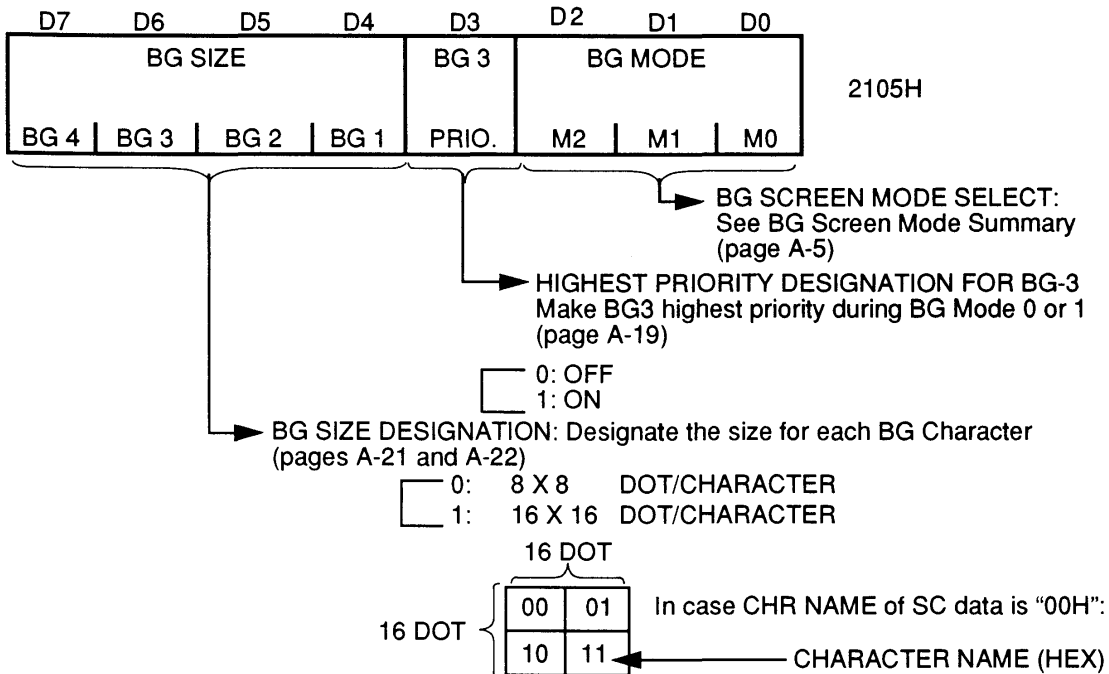 D7 D6 D5 D4 D3 D2 D1 D0
BG SIZE BG 3 BG MODE
2105H
BG 4 BG 3 BG 2 BG 1 PRIO. M2 M1 M0
BG SCREEN MODE SELECT:
See BG Screen Mode Summary
(page A-5)
HIGHEST PRIORITY DESIGNATION FOR BG-3
Make BG3 highest priority during BG Mode 0 or 1
(page A-19)
0: OFF
1: ON
BG SIZE DESIGNATION: Designate the size for each BG Character
(pages A-21 and A-22)
0: 8 X 8 DOT/CHARACTER
1: 16 X 16 DOT/CHARACTER
16 DOT
00 01 In case CHR NAME of SC data is “00H”:
16 DOT
10 11 CHARACTER NAME (HEX)